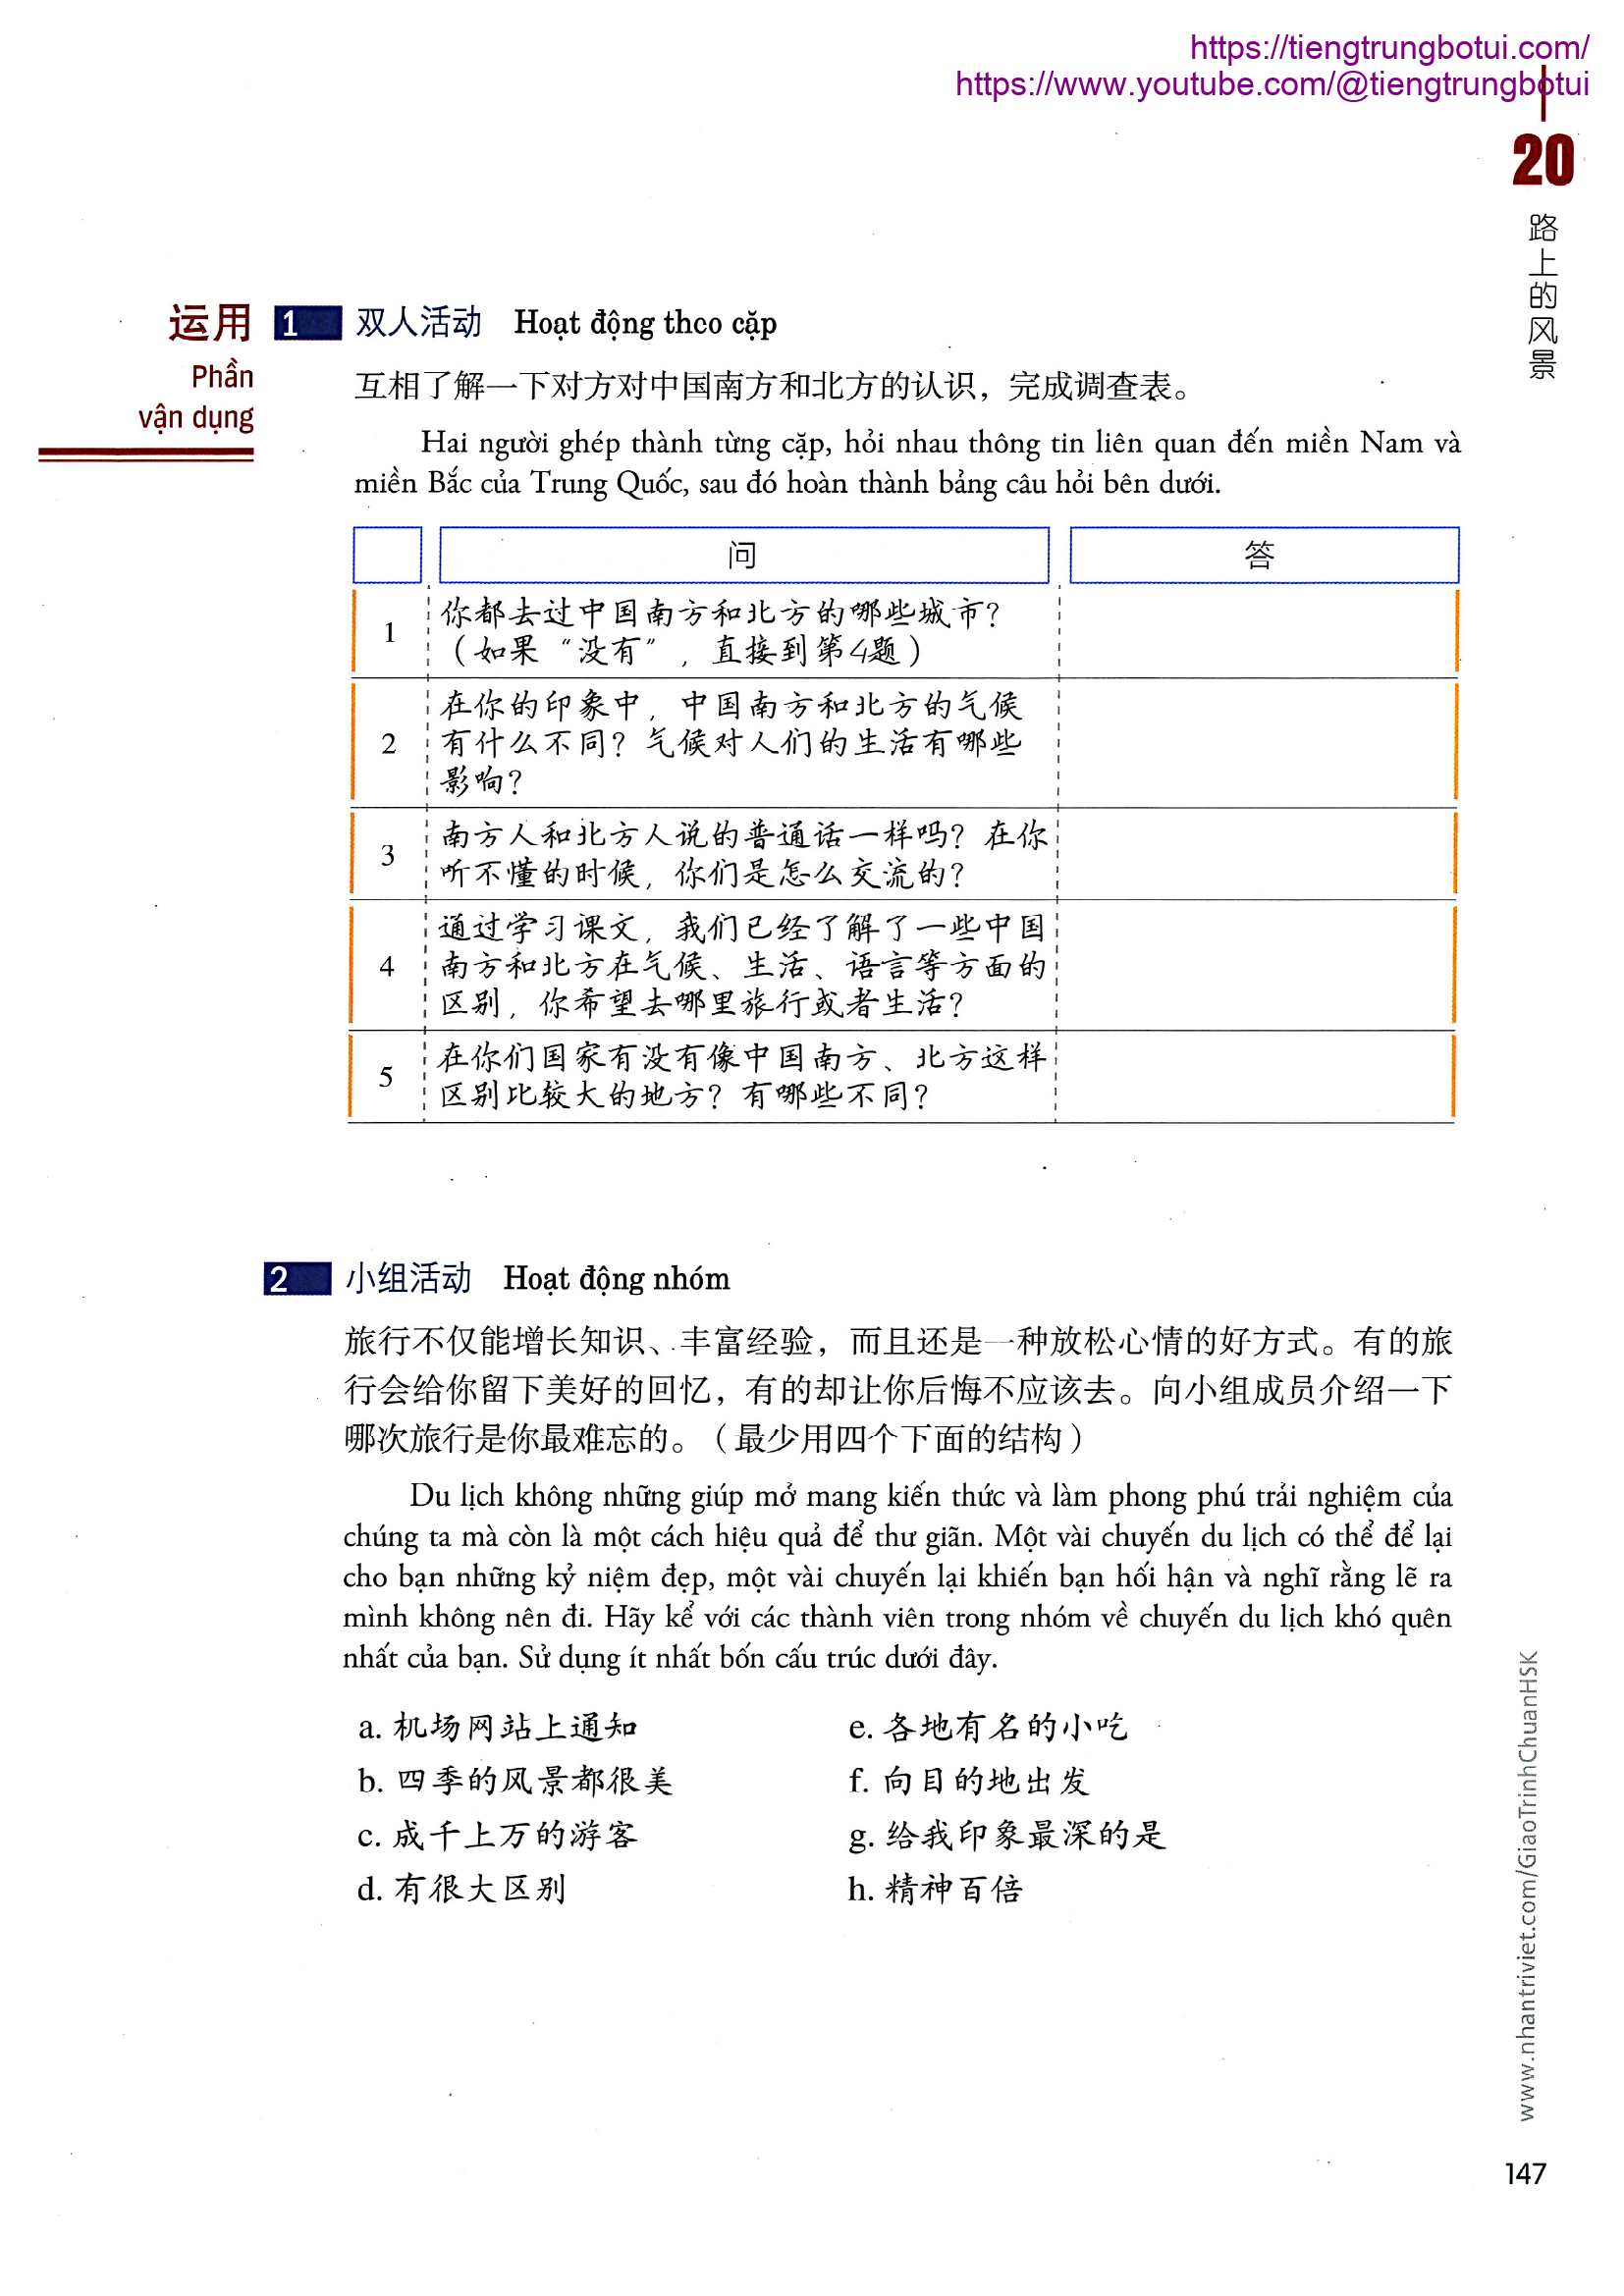 https://tiengtrungbotui.com/
https://www.youtube.com/@tiengtrungbotui
20
路上的风景
运用
Phần
vận dụng
1 双人活动 Hoạt động theo cặp
互相了解一下对方对中国南方和北方的认识，完成调查表。
Hai người ghép thành từng cặp, hỏi nhau thông tin liên quan đến miền Nam và
miền Bắc của Trung Quốc, sau đó hoàn thành bảng câu hỏi bên dưới.
问 答
1 你都去过中国南方和北方的哪些城市？
（如果“没有”，直接到第4题）
2 在你的印象中，中国南方和北方的气候
有什么不同？气候对人们的生活有哪些
影响？
3 南方人和北方人说的普通话一样吗？在你
听不懂的时候，你们是怎么交流的？
4 通过学习课文，我们已经了解了一些中国
南方和北方在气候、生活、语言等方面的
区别，你希望去哪里旅行或者生活？
5 在你们国家有没有像中国南方、北方这样
区别比较大的地方？有哪些不同？
2 小组活动 Hoạt động nhóm
旅行不仅能增长知识、丰富经验，而且还是一种放松心情的好方式。有的旅
行会给你留下美好的回忆，有的却让你后悔不应该去。向小组成员介绍一下
哪次旅行是你最难忘的。（最少用四个下面的结构）
Du lịch không những giúp mở mang kiến thức và làm phong phú trải nghiệm của
chúng ta mà còn là một cách hiệu quả để thư giãn. Một vài chuyến du lịch có thể để lại
cho bạn những kỷ niệm đẹp, một vài chuyến lại khiến bạn hối hận và nghĩ rằng lẽ ra
mình không nên đi. Hãy kể với các thành viên trong nhóm về chuyến du lịch khó quên
nhất của bạn. Sử dụng ít nhất bốn cấu trúc dưới đây.
a. 机场网站上通知
b. 四季的风景都很美
c. 成千上万的游客
d. 有很大区别
e. 各地有名的小吃
f. 向目的地出发
g. 给我印象最深的是
h. 精神百倍
www.nhantriviet.com/GiaoTrinhChuanHSK
147